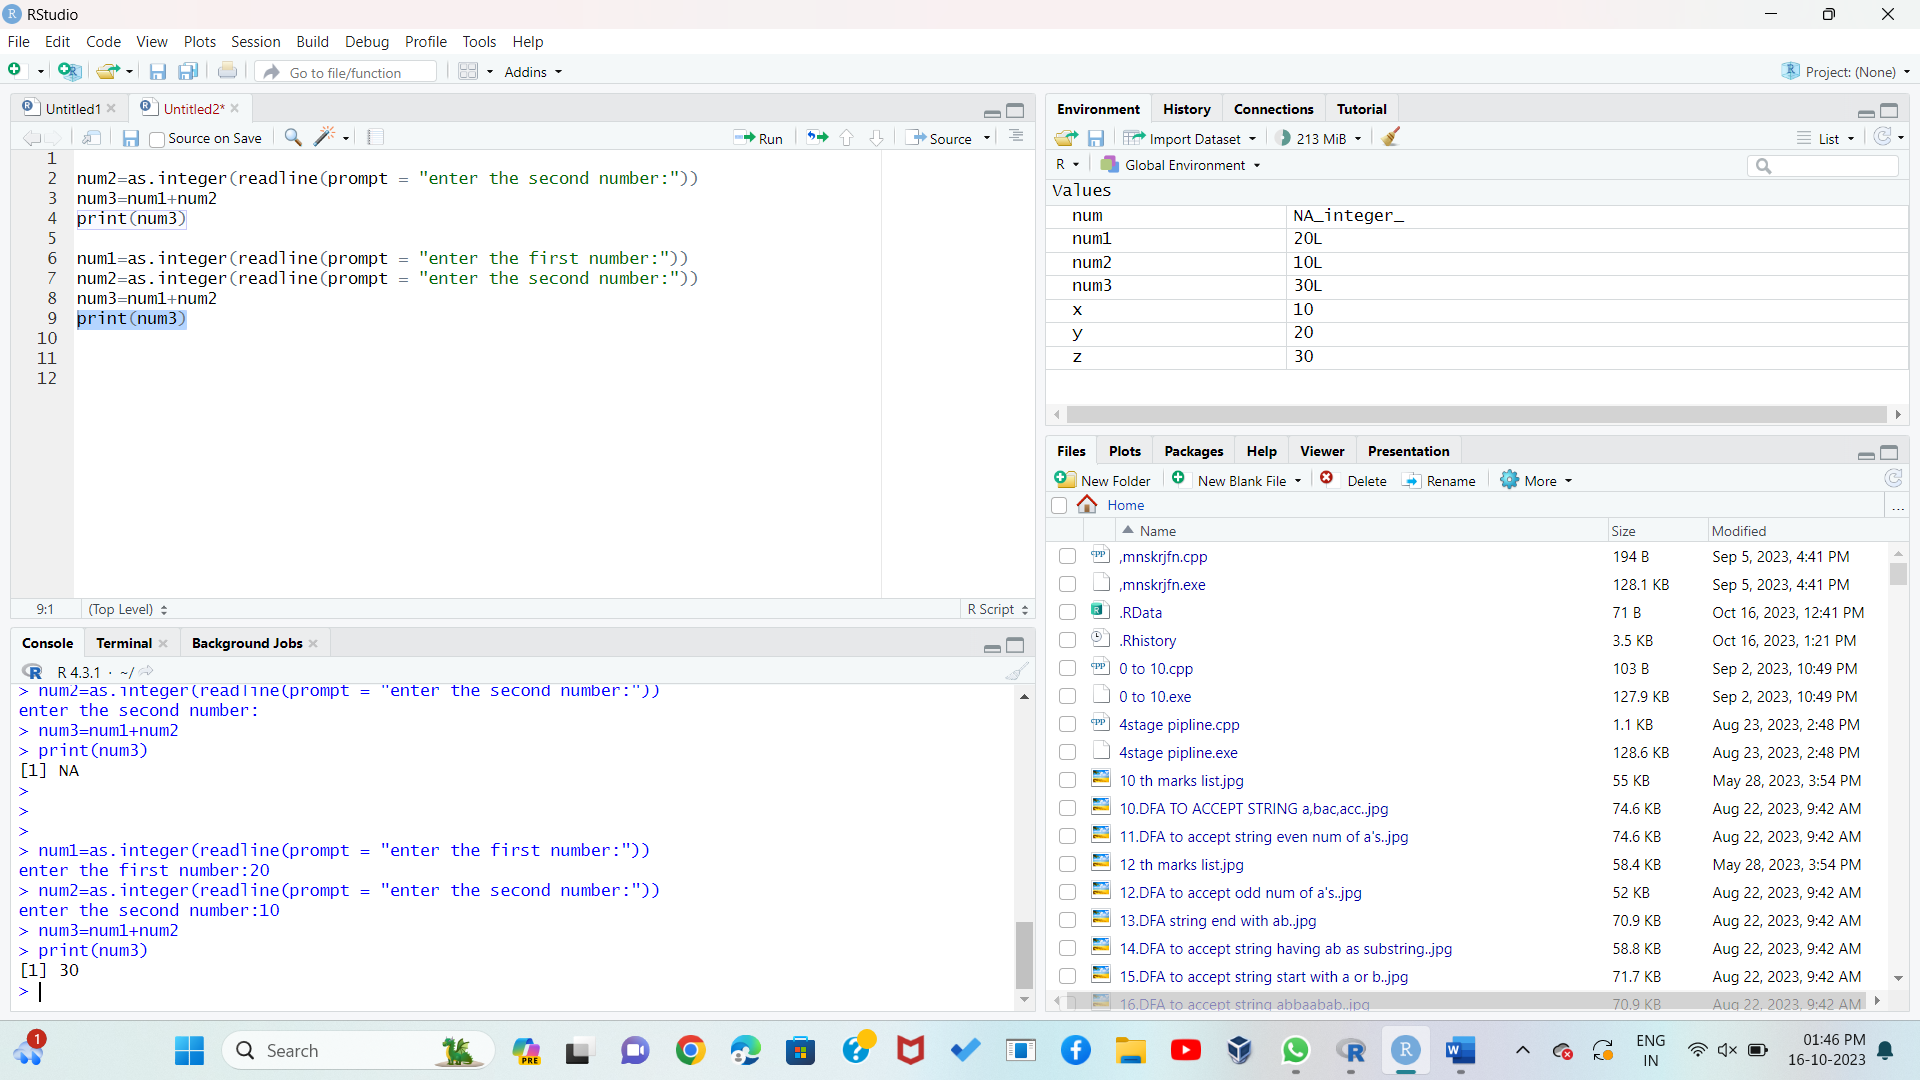 RStudio
File Edit Code View Plots Session Build Debug Profile Tools Help
Go to file/function Addins Project: (None)
Untitled1 Untitled2*
Source on Save Run Source
1
2 num2=as.integer(readline(prompt = "enter the second number:"))
3 num3=num1+num2
4 print(num3)
5
6 num1=as.integer(readline(prompt = "enter the first number:"))
7 num2=as.integer(readline(prompt = "enter the second number:"))
8 num3=num1+num2
9 print(num3)
10
11
12
9:1 (Top Level) R Script
Console Terminal Background Jobs
R 4.3.1 · ~/
> num2=as.integer(readline(prompt = "enter the second number:"))
enter the second number:
> num3=num1+num2
> print(num3)
[1] NA
>
>
>
> num1=as.integer(readline(prompt = "enter the first number:"))
enter the first number:20
> num2=as.integer(readline(prompt = "enter the second number:"))
enter the second number:10
> num3=num1+num2
> print(num3)
[1] 30
>
Environment History Connections Tutorial
Import Dataset 213 MiB List
R Global Environment
Values
num NA_integer_
num1 20L
num2 10L
num3 30L
x 10
y 20
z 30
Files Plots Packages Help Viewer Presentation
New Folder New Blank File Delete Rename More
Home ...
Name Size Modified
,mnskrjfn.cpp 194 B Sep 5, 2023, 4:41 PM
,mnskrjfn.exe 128.1 KB Sep 5, 2023, 4:41 PM
.RData 71 B Oct 16, 2023, 12:41 PM
.Rhistory 3.5 KB Oct 16, 2023, 1:21 PM
0 to 10.cpp 103 B Sep 2, 2023, 10:49 PM
0 to 10.exe 127.9 KB Sep 2, 2023, 10:49 PM
4stage pipline.cpp 1.1 KB Aug 23, 2023, 2:48 PM
4stage pipline.exe 128.6 KB Aug 23, 2023, 2:48 PM
10 th marks list.jpg 55 KB May 28, 2023, 3:54 PM
10.DFA TO ACCEPT STRING a,bac,acc..jpg 74.6 KB Aug 22, 2023, 9:42 AM
11.DFA to accept string even num of a's..jpg 74.6 KB Aug 22, 2023, 9:42 AM
12 th marks list.jpg 58.4 KB May 28, 2023, 3:54 PM
12.DFA to accept odd num of a's..jpg 52 KB Aug 22, 2023, 9:42 AM
13.DFA string end with ab..jpg 70.9 KB Aug 22, 2023, 9:42 AM
14.DFA to accept string having ab as substring..jpg 58.8 KB Aug 22, 2023, 9:42 AM
15.DFA to accept string start with a or b..jpg 71.7 KB Aug 22, 2023, 9:42 AM
16.DFA to accept string abbaabab..jpg 70.9 KB Aug 22, 2023, 9:42 AM
1 Search PRE ENG 01:46 PM
IN 16-10-2023